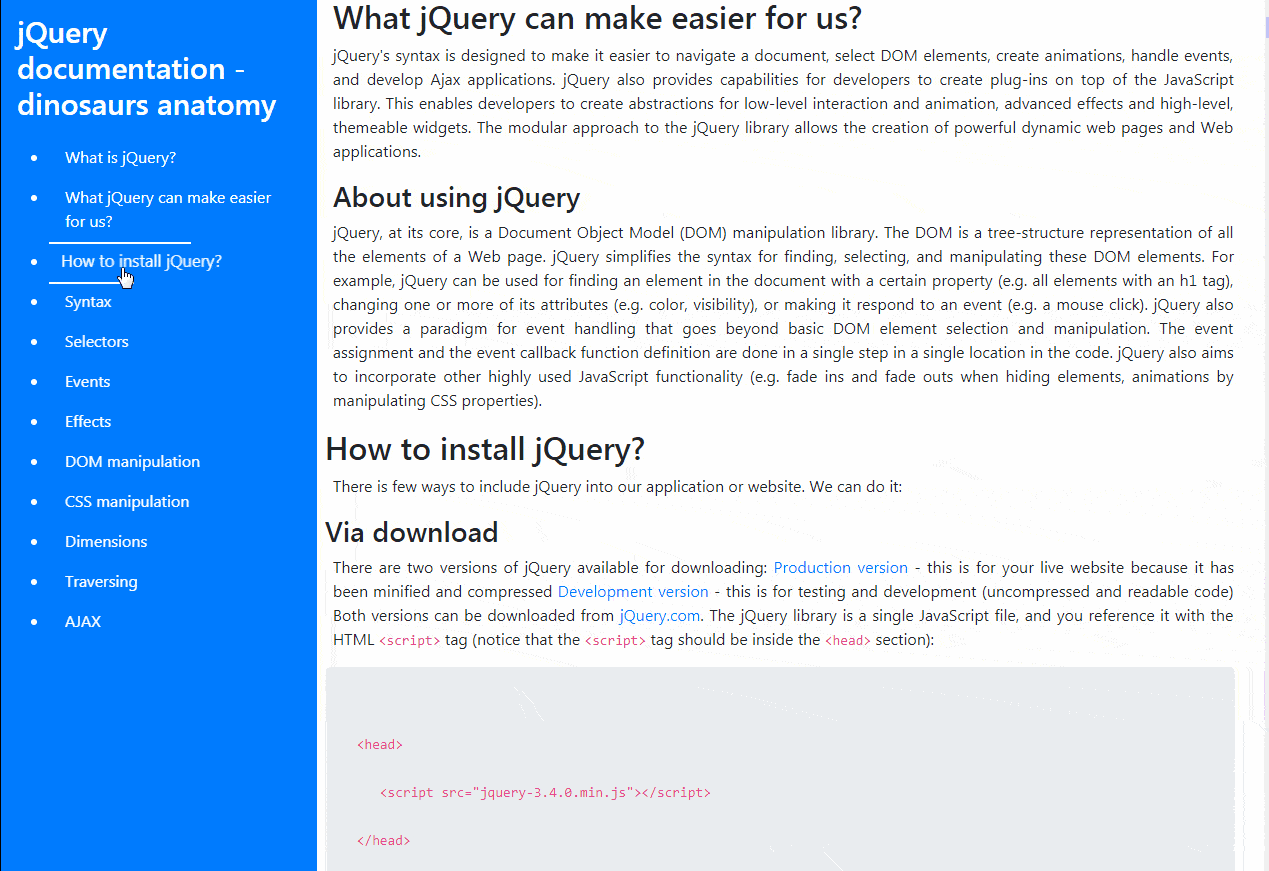 jQuery
documentation -
dinosaurs anatomy
What is jQuery?
What jQuery can make easier
for us?
How to install jQuery?
Syntax
Selectors
Events
Effects
DOM manipulation
CSS manipulation
Dimensions
Traversing
AJAX
What jQuery can make easier for us?
jQuery's syntax is designed to make it easier to navigate a document, select DOM elements, create animations, handle events,
and develop Ajax applications. jQuery also provides capabilities for developers to create plug-ins on top of the JavaScript
library. This enables developers to create abstractions for low-level interaction and animation, advanced effects and high-level,
themeable widgets. The modular approach to the jQuery library allows the creation of powerful dynamic web pages and Web
applications.
About using jQuery
jQuery, at its core, is a Document Object Model (DOM) manipulation library. The DOM is a tree-structure representation of all
the elements of a Web page. jQuery simplifies the syntax for finding, selecting, and manipulating these DOM elements. For
example, jQuery can be used for finding an element in the document with a certain property (e.g. all elements with an h1 tag),
changing one or more of its attributes (e.g. color, visibility), or making it respond to an event (e.g. a mouse click). jQuery also
provides a paradigm for event handling that goes beyond basic DOM element selection and manipulation. The event
assignment and the event callback function definition are done in a single step in a single location in the code. jQuery also aims
to incorporate other highly used JavaScript functionality (e.g. fade ins and fade outs when hiding elements, animations by
manipulating CSS properties).
How to install jQuery?
There is few ways to include jQuery into our application or website. We can do it:
Via download
There are two versions of jQuery available for downloading: Production version - this is for your live website because it has
been minified and compressed Development version - this is for testing and development (uncompressed and readable code)
Both versions can be downloaded from jQuery.com. The jQuery library is a single JavaScript file, and you reference it with the
HTML <script> tag (notice that the <script> tag should be inside the <head> section):
<head>
<script src="jquery-3.4.0.min.js"></script>
</head>